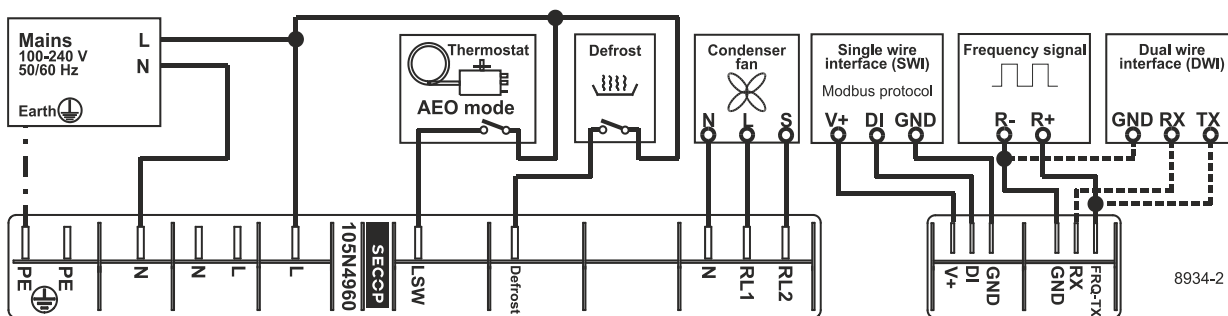 Mains
100-240 V
50/60 Hz
L
N
Earth
Thermostat
AEO mode
Defrost
Condenser
fan
N L S
Single wire
interface (SWI)
Modbus protocol
V+ DI GND
Frequency signal
R- R+
Dual wire
interface (DWI)
GND RX TX
PE
PE
N
N
L
L
105N4960
SECOP
LSW
Defrost
N
RL1
RL2
V+
DI
GND
GND
RX
FRQ-TX
8934-2